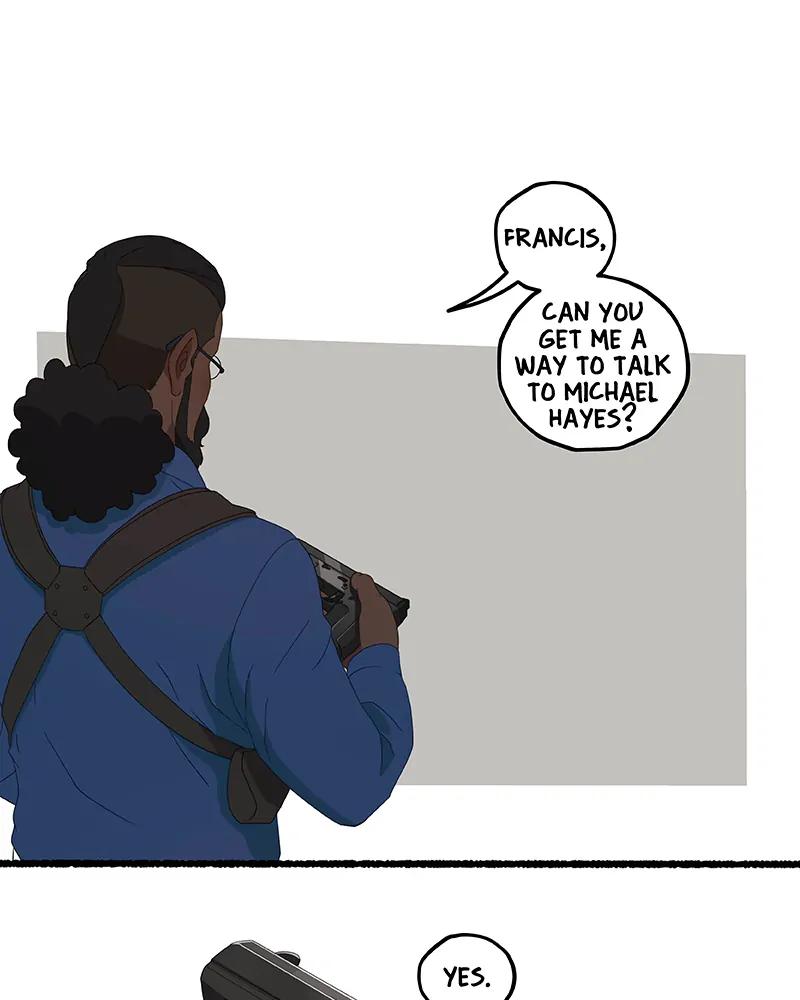 FRANCIS,
CAN YOU
GET ME A
WAY TO TALK
TO MICHAEL
HAYES?
YES.